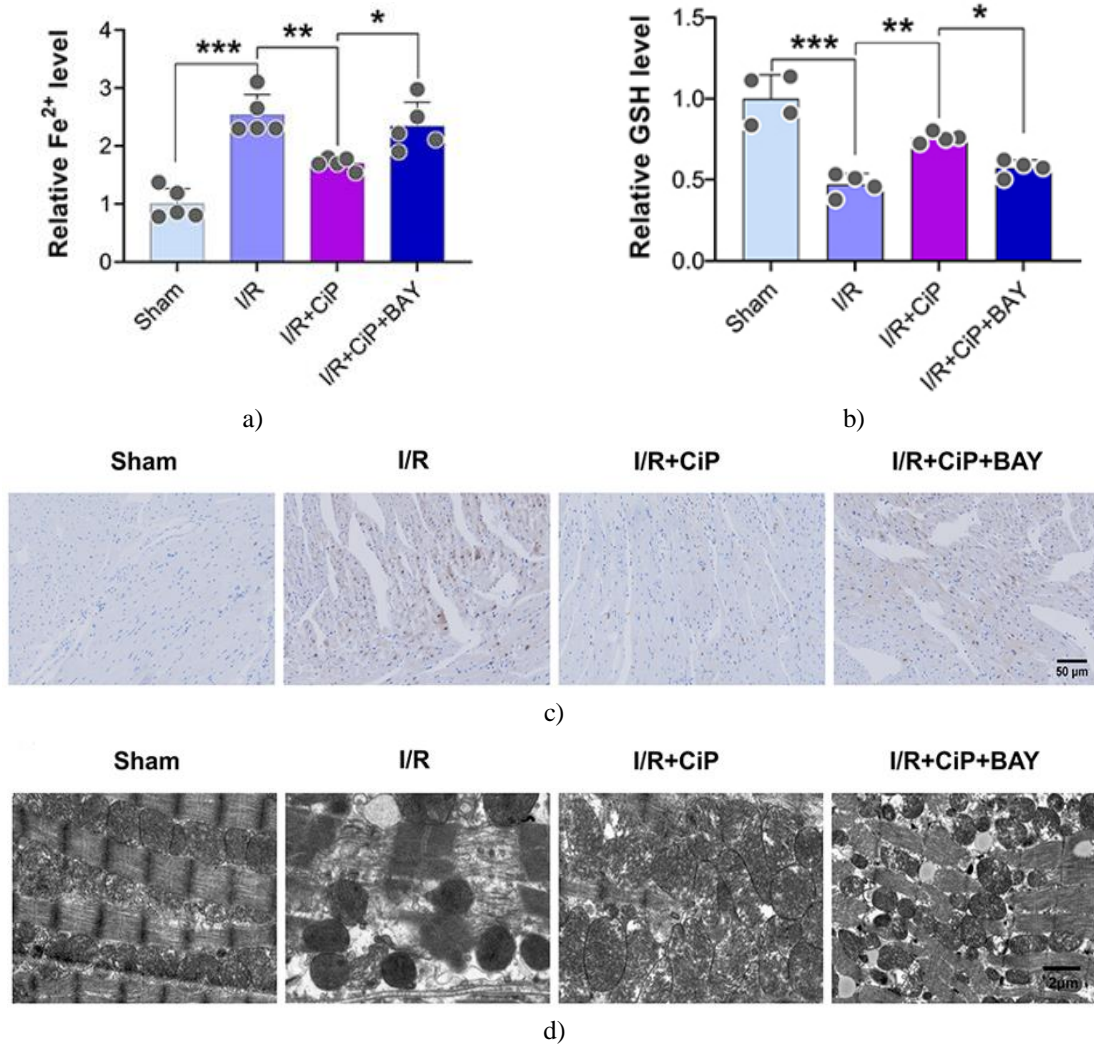 Relative Fe²⁺ level
4
3
2
1
0
***
**
*
Sham
I/R
I/R+CiP
I/R+CiP+BAY
a)
Relative GSH level
1.5
1.0
0.5
0.0
***
**
*
Sham
I/R
I/R+CiP
I/R+CiP+BAY
b)
Sham I/R I/R+CiP I/R+CiP+BAY
50 µm
c)
Sham I/R I/R+CiP I/R+CiP+BAY
2µm
d)